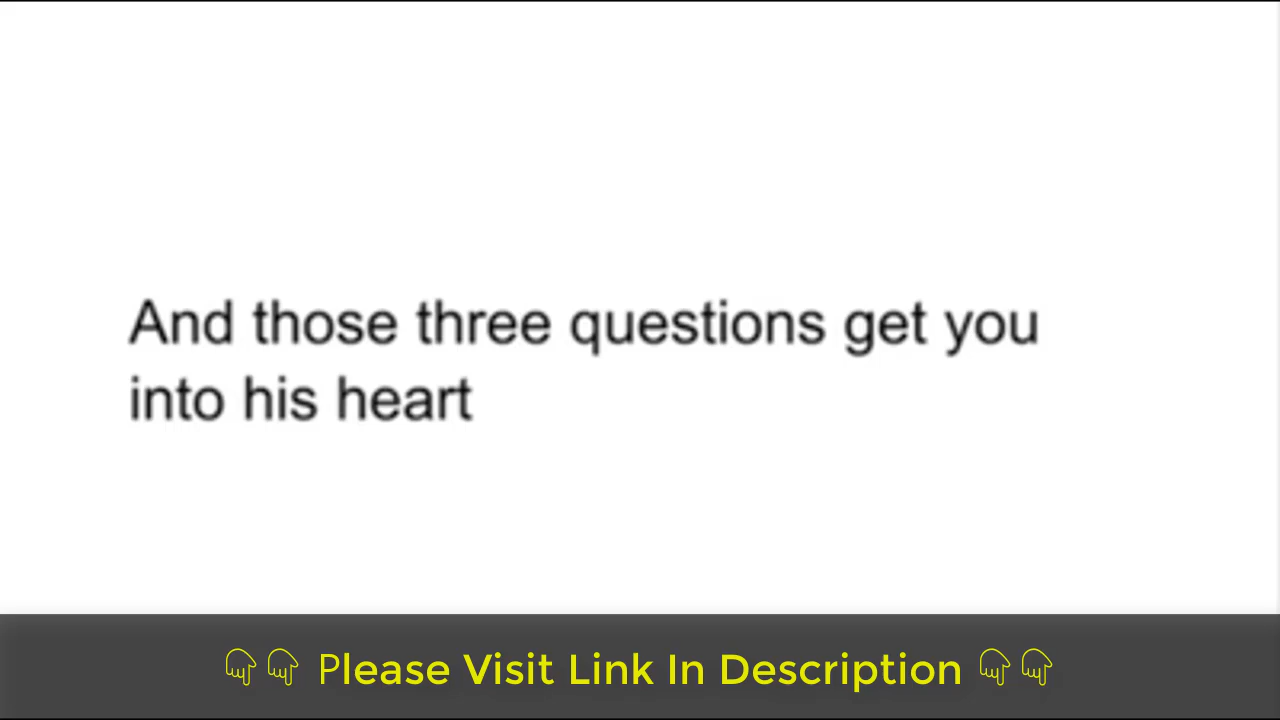 And those three questions get you
into his heart
👇👇 Please Visit Link In Description 👇👇